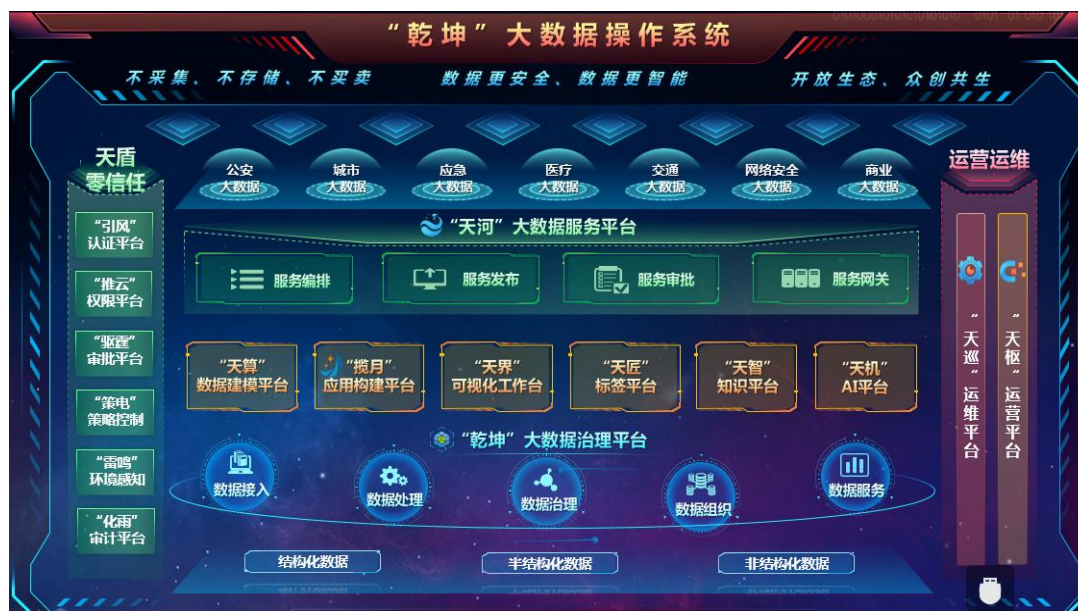 “乾坤”大数据操作系统
不采集、不存储、不买卖
数据更安全、数据更智能
开放生态、众创共生
天盾
零信任
“引风”
认证平台
“推云”
权限平台
“驱霆”
审批平台
“策电”
策略控制
“雷鸣”
环境感知
“化雨”
审计平台
公安
大数据
城市
大数据
应急
大数据
医疗
大数据
交通
大数据
网络安全
大数据
商业
大数据
“天河”大数据服务平台
服务编排
服务发布
服务审批
服务网关
“天算”
数据建模平台
“揽月”
应用构建平台
“天界”
可视化工作台
“天匠”
标签平台
“天智”
知识平台
“天机”
AI平台
“乾坤”大数据治理平台
数据接入
数据处理
数据治理
数据组织
数据服务
结构化数据
半结构化数据
非结构化数据
运营运维
“天巡”运维平台
“天枢”运营平台